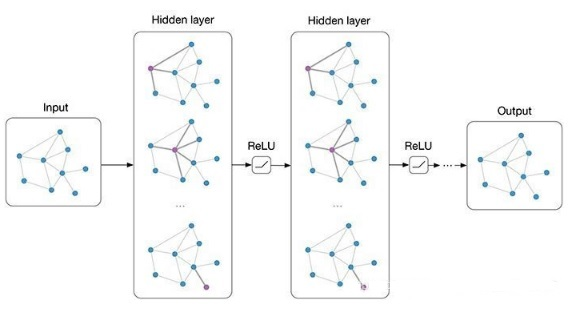 Hidden layer
Hidden layer
Input
Output
ReLU
ReLU
...
...
...